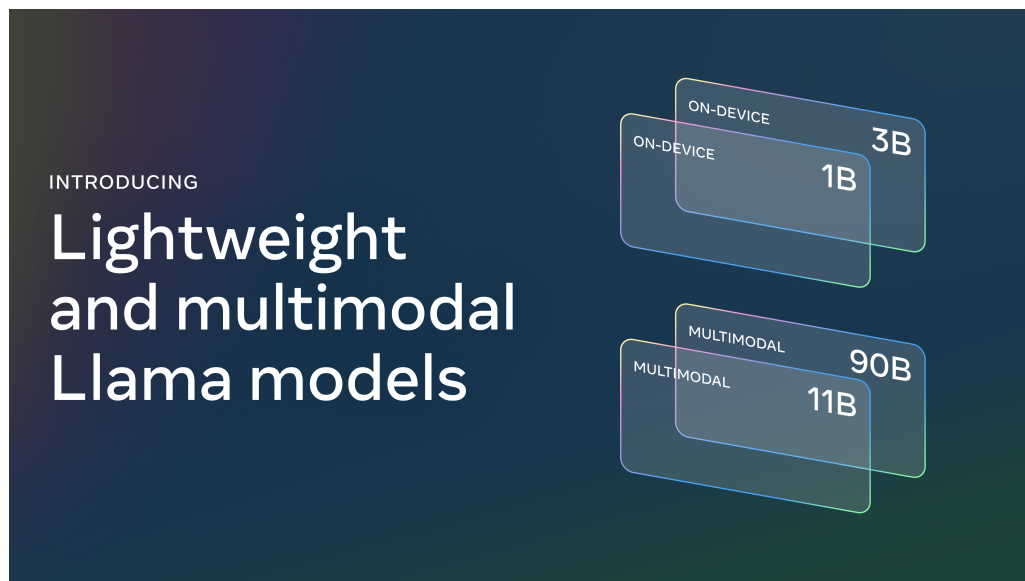 INTRODUCING
Lightweight
and multimodal
Llama models
ON-DEVICE
3B
ON-DEVICE
1B
MULTIMODAL
90B
MULTIMODAL
11B